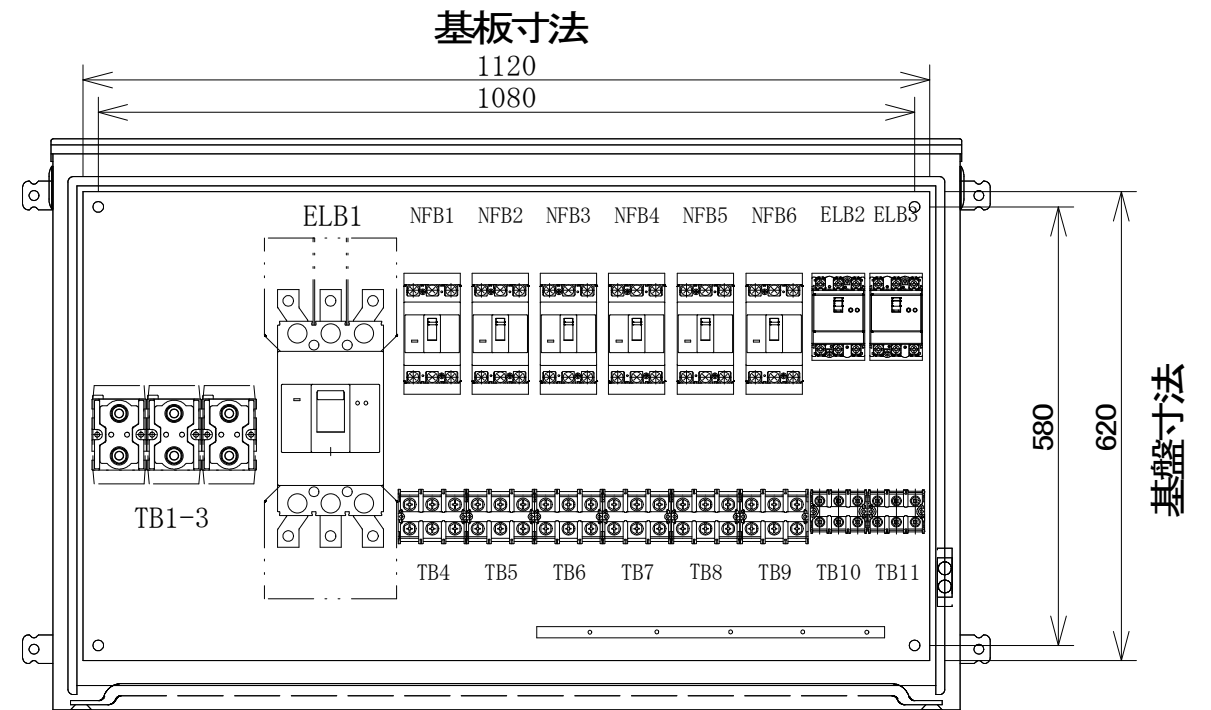 基板寸法
1120
1080
ELB1 NFB1 NFB2 NFB3 NFB4 NFB5 NFB6 ELB2 ELB3
580
620
基盤寸法
TB1-3
TB4 TB5 TB6 TB7 TB8 TB9 TB10 TB11